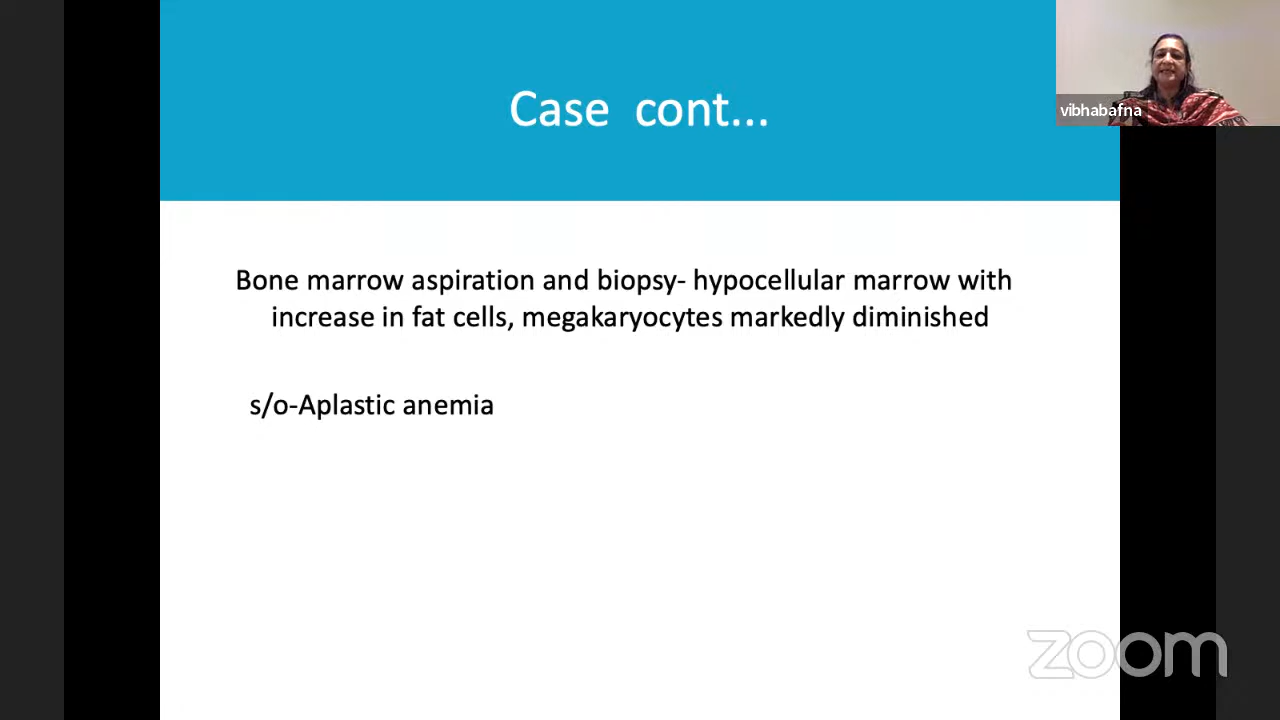 Case cont...
vibhabafna
Bone marrow aspiration and biopsy- hypocellular marrow with
increase in fat cells, megakaryocytes markedly diminished
s/o-Aplastic anemia
zoom